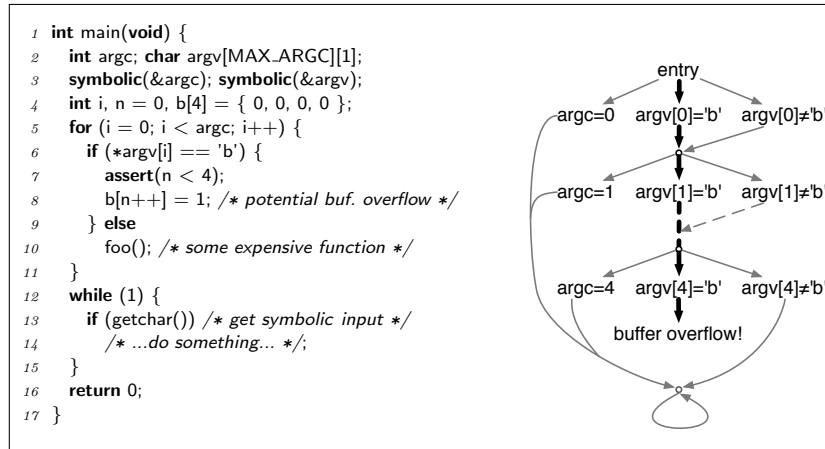 1 int main(void) {
2 int argc; char argv[MAX_ARGC][1];
3 symbolic(&argc); symbolic(&argv);
4 int i, n = 0, b[4] = { 0, 0, 0, 0 };
5 for (i = 0; i < argc; i++) {
6 if (*argv[i] == 'b') {
7 assert(n < 4);
8 b[n++] = 1; /* potential buf. overflow */
9 } else
10 foo(); /* some expensive function */
11 }
12 while (1) {
13 if (getchar()) /* get symbolic input */
14 /* ...do something... */;
15 }
16 return 0;
17 }
entry
argc=0 argv[0]='b' argv[0]≠'b'
argc=1 argv[1]='b' argv[1]≠'b'
argc=4 argv[4]='b' argv[4]≠'b'
buffer overflow!